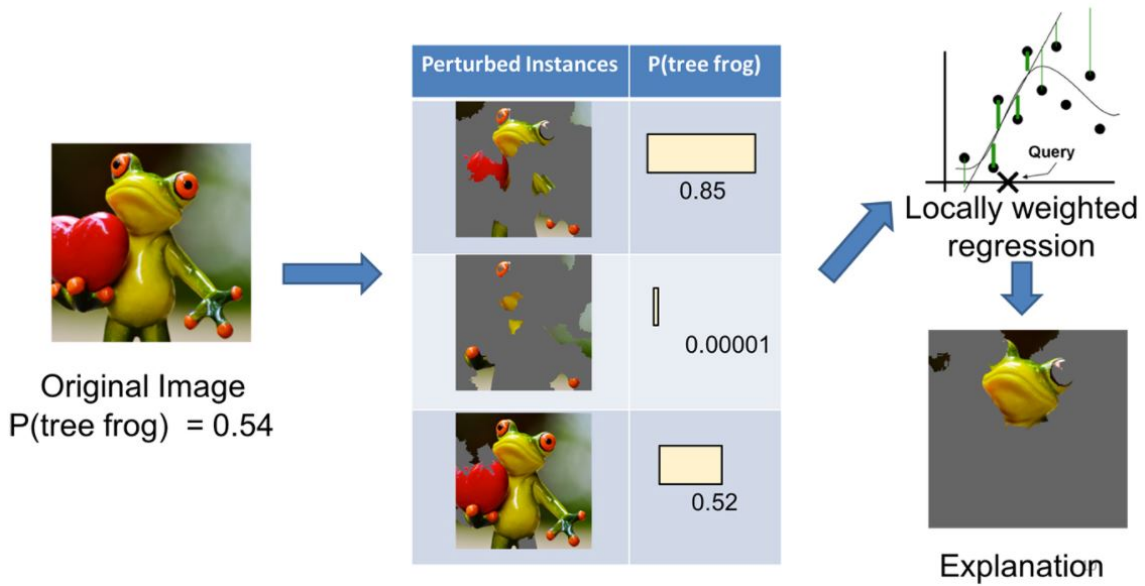 Original Image
P(tree frog) = 0.54
Perturbed Instances
P(tree frog)
0.85
0.00001
0.52
Query
Locally weighted
regression
Explanation